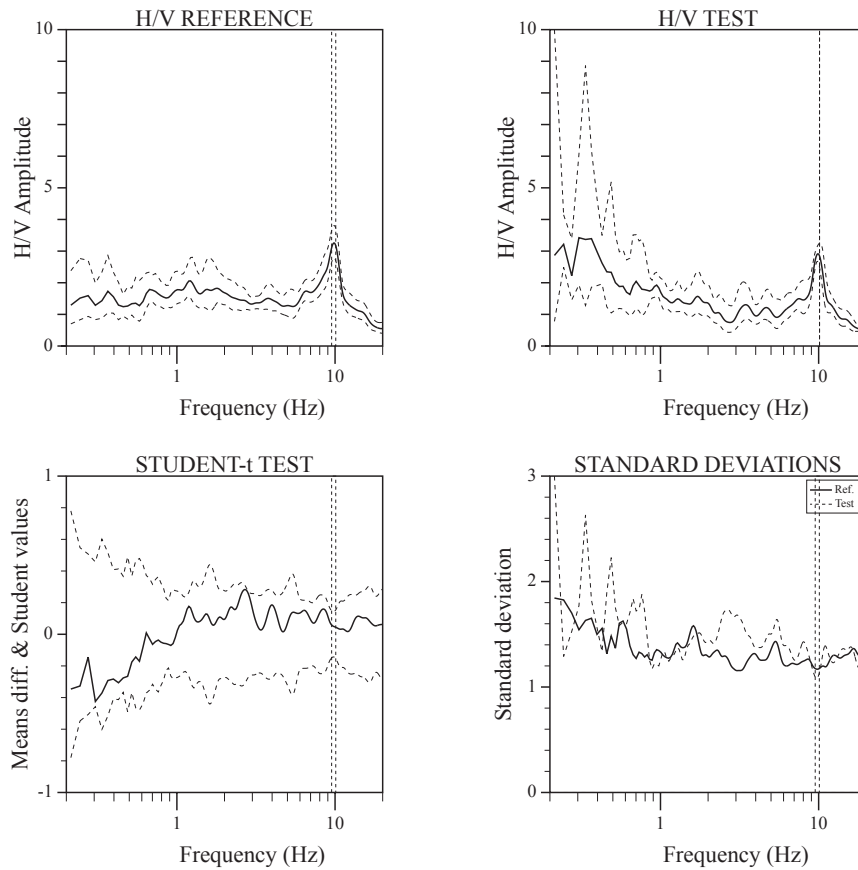 H/V REFERENCE
10
5
0
H/V Amplitude
1
10
Frequency (Hz)
H/V TEST
10
5
0
H/V Amplitude
1
10
Frequency (Hz)
STUDENT-t TEST
1
0
-1
Means diff. & Student values
1
10
Frequency (Hz)
STANDARD DEVIATIONS
3
2
1
0
Standard deviation
Ref.
Test
1
10
Frequency (Hz)